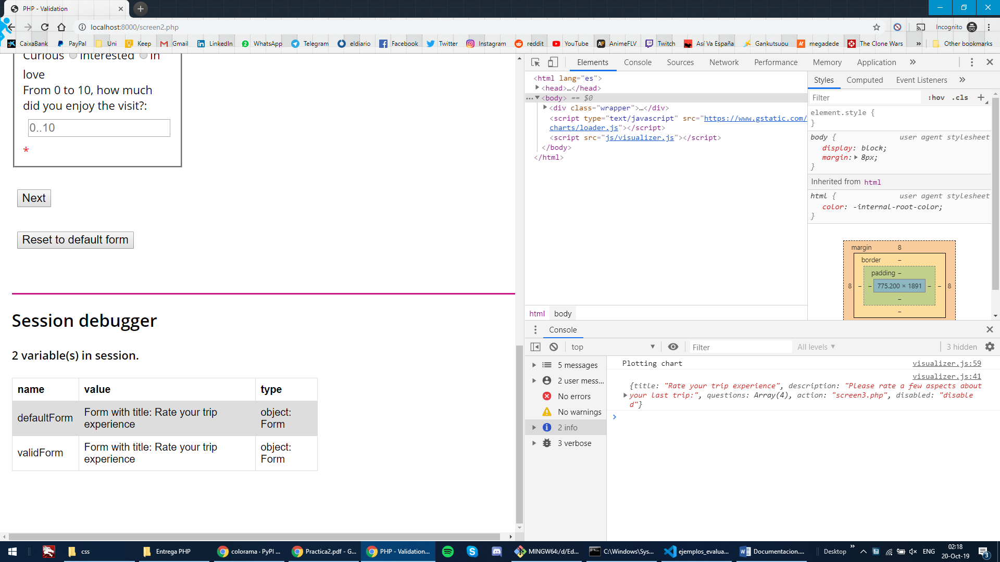 PHP - Validation
localhost:8000/screen2.php
Incognito
CaixaBank PayPal Uni Keep Gmail LinkedIn WhatsApp Telegram eldiario Facebook Twitter Instagram reddit YouTube AnimeFLV Twitch Así Va España Gankutsuou megadede The Clone Wars » Other bookmarks
Curious Interested In
love
From 0 to 10, how much
did you enjoy the visit?:
0..10
*
Next
Reset to default form
Session debugger
2 variable(s) in session.
name value type
defaultForm Form with title: Rate your trip experience object: Form
validForm Form with title: Rate your trip experience object: Form
Elements Console Sources Network Performance Memory Application »
<html lang="es">
<head>…</head>
<body> == $0
<div class="wrapper">…</div>
<script type="text/javascript" src="https://www.gstatic.com/
charts/loader.js"></script>
<script src="js/visualizer.js"></script>
</body>
</html>
html body
Styles Computed Event Listeners »
Filter :hov .cls +
element.style {
}
body { user agent stylesheet
display: block;
margin: 8px;
}
Inherited from html
html { user agent stylesheet
color: -internal-root-color;
}
margin 8
border –
padding –
8 – – 775.200 × 1891 – – 8
–
–
Console
top Filter All levels 3 hidden
5 messages
2 user mess...
No errors
No warnings
2 info
3 verbose
Plotting chart visualizer.js:59
visualizer.js:41
{title: "Rate your trip experience", description: "Please rate a few aspects about
your last trip:", questions: Array(4), action: "screen3.php", disabled: "disable
d"}
css Entrega PHP colorama · PyPI ... Practica2.pdf - G... PHP - Validation... MINGW64:/d/Ed... C:\Windows\Sys... ejemplos_evalua... Documentacion.... Desktop » ENG 02:18
20-Oct-19 3